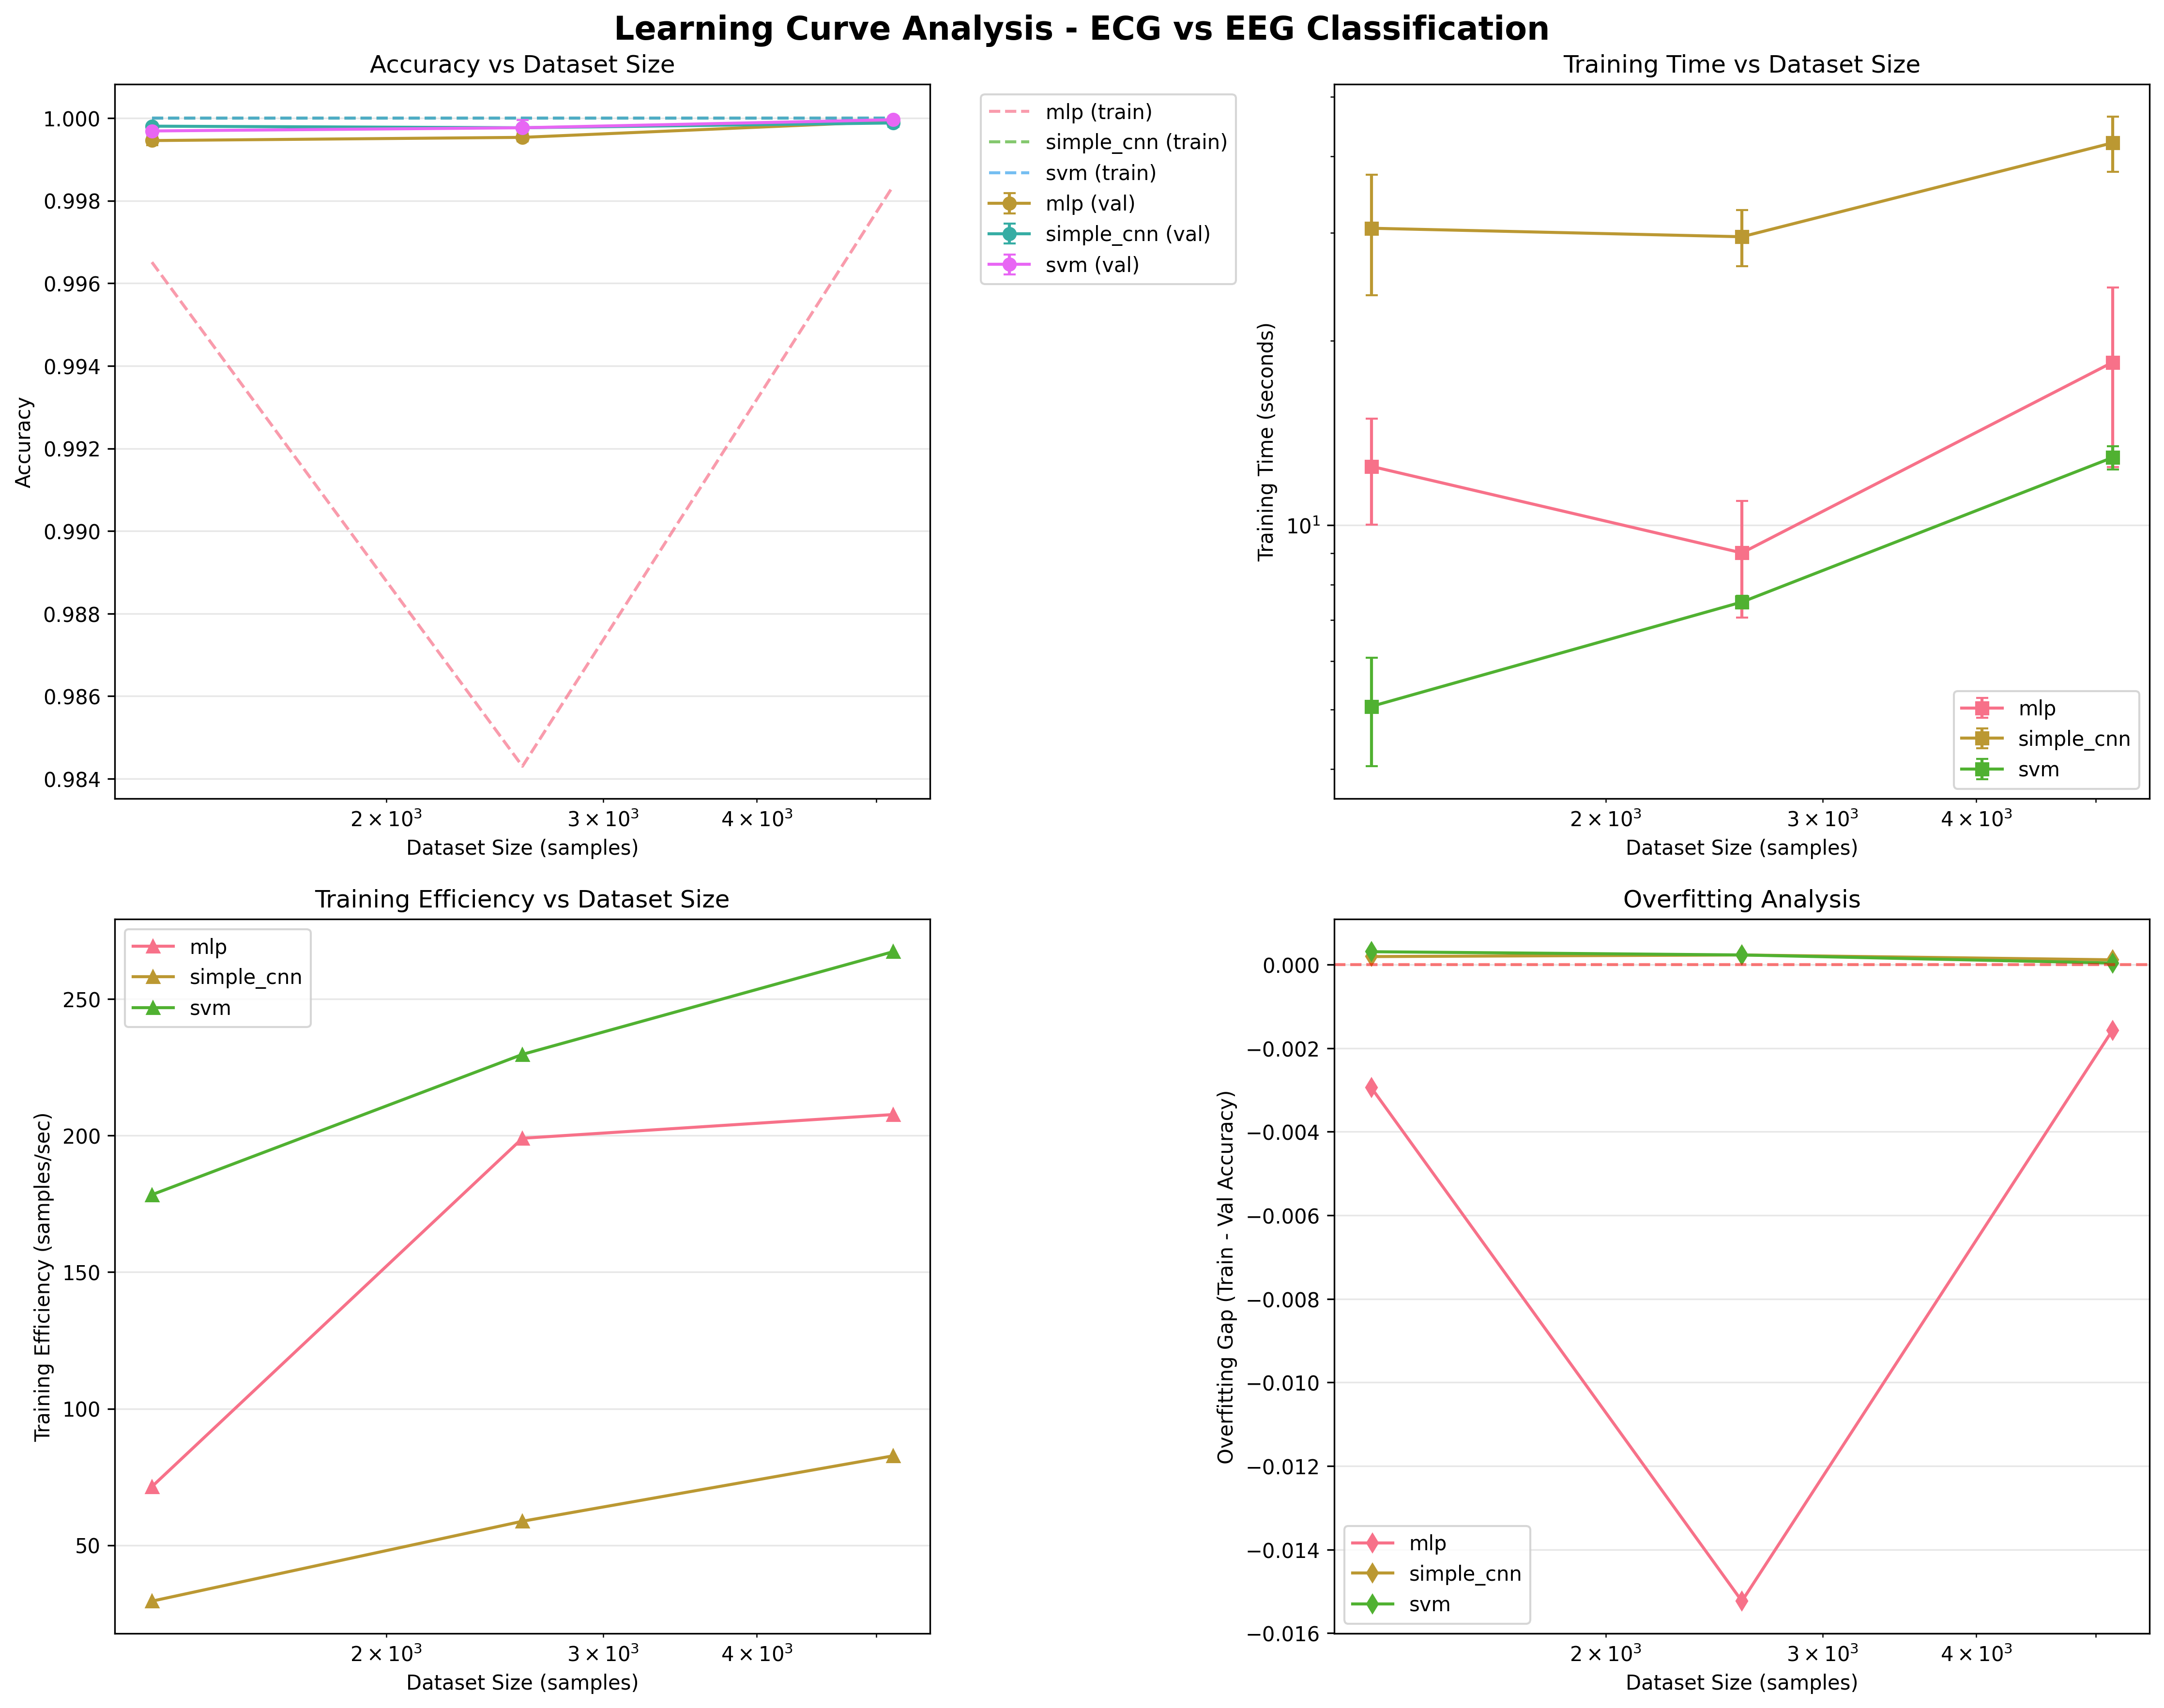 Learning Curve Analysis - ECG vs EEG Classification
Accuracy vs Dataset Size
Accuracy
1.000
0.998
0.996
0.994
0.992
0.990
0.988
0.986
0.984
2 × 10³
3 × 10³
4 × 10³
Dataset Size (samples)
mlp (train)
simple_cnn (train)
svm (train)
mlp (val)
simple_cnn (val)
svm (val)
Training Time vs Dataset Size
Training Time (seconds)
10¹
2 × 10³
3 × 10³
4 × 10³
Dataset Size (samples)
mlp
simple_cnn
svm
Training Efficiency vs Dataset Size
Training Efficiency (samples/sec)
250
200
150
100
50
2 × 10³
3 × 10³
4 × 10³
Dataset Size (samples)
mlp
simple_cnn
svm
Overfitting Analysis
Overfitting Gap (Train - Val Accuracy)
0.000
−0.002
−0.004
−0.006
−0.008
−0.010
−0.012
−0.014
−0.016
2 × 10³
3 × 10³
4 × 10³
Dataset Size (samples)
mlp
simple_cnn
svm